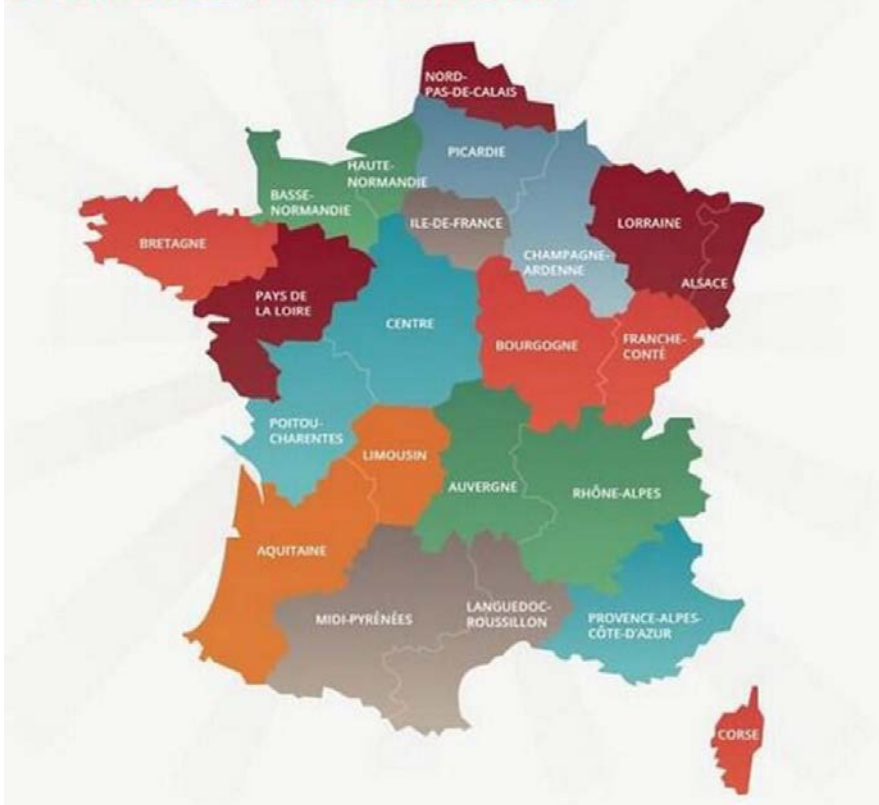 NORD-
PAS-DE-CALAIS
PICARDIE
HAUTE-
NORMANDIE
BASSE-
NORMANDIE
ILE-DE-FRANCE
LORRAINE
BRETAGNE
CHAMPAGNE-
ARDENNE
ALSACE
PAYS DE
LA LOIRE
CENTRE
BOURGOGNE
FRANCHE-
CONTÉ
POITOU-
CHARENTES
LIMOUSIN
AUVERGNE
RHÔNE-ALPES
AQUITAINE
MIDI-PYRÉNÉES
LANGUEDOC-
ROUSSILLON
PROVENCE-ALPES-
CÔTE-D'AZUR
CORSE